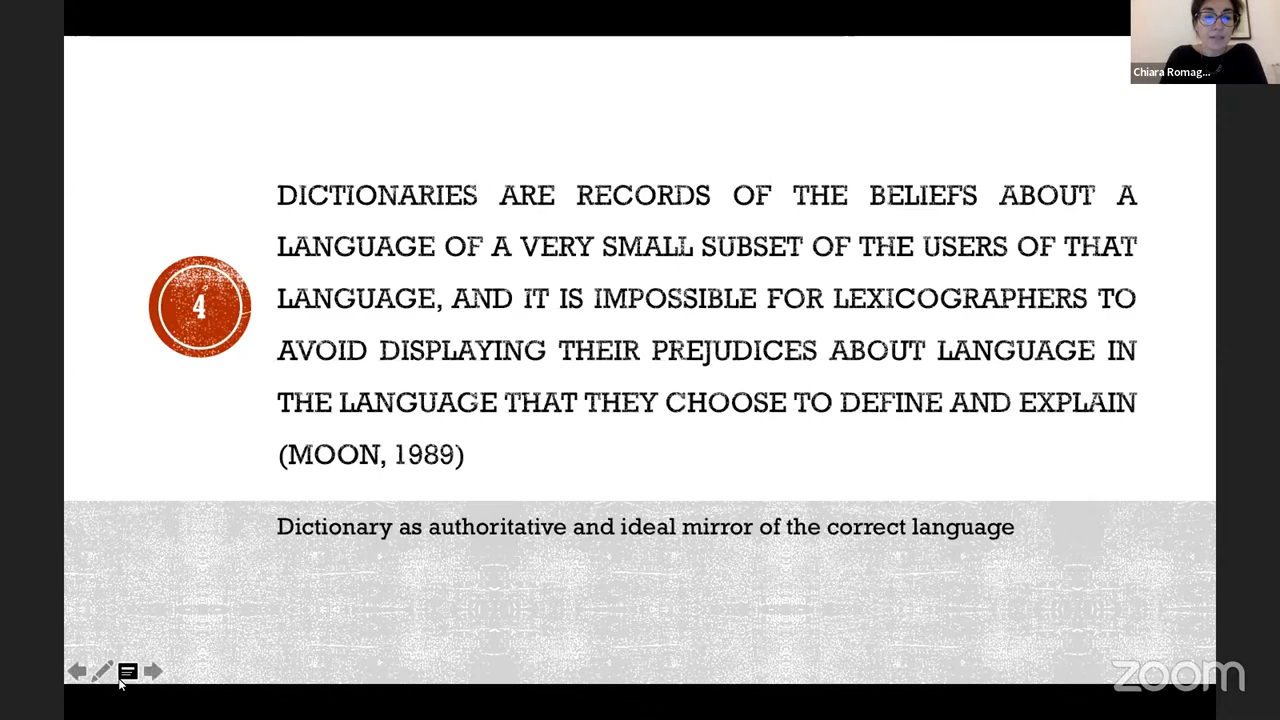 Chiara Romag...
DICTIONARIES ARE RECORDS OF THE BELIEFS ABOUT A
LANGUAGE OF A VERY SMALL SUBSET OF THE USERS OF THAT
LANGUAGE, AND IT IS IMPOSSIBLE FOR LEXICOGRAPHERS TO
AVOID DISPLAYING THEIR PREJUDICES ABOUT LANGUAGE IN
THE LANGUAGE THAT THEY CHOOSE TO DEFINE AND EXPLAIN
(MOON, 1989)
4
Dictionary as authoritative and ideal mirror of the correct language
zoom